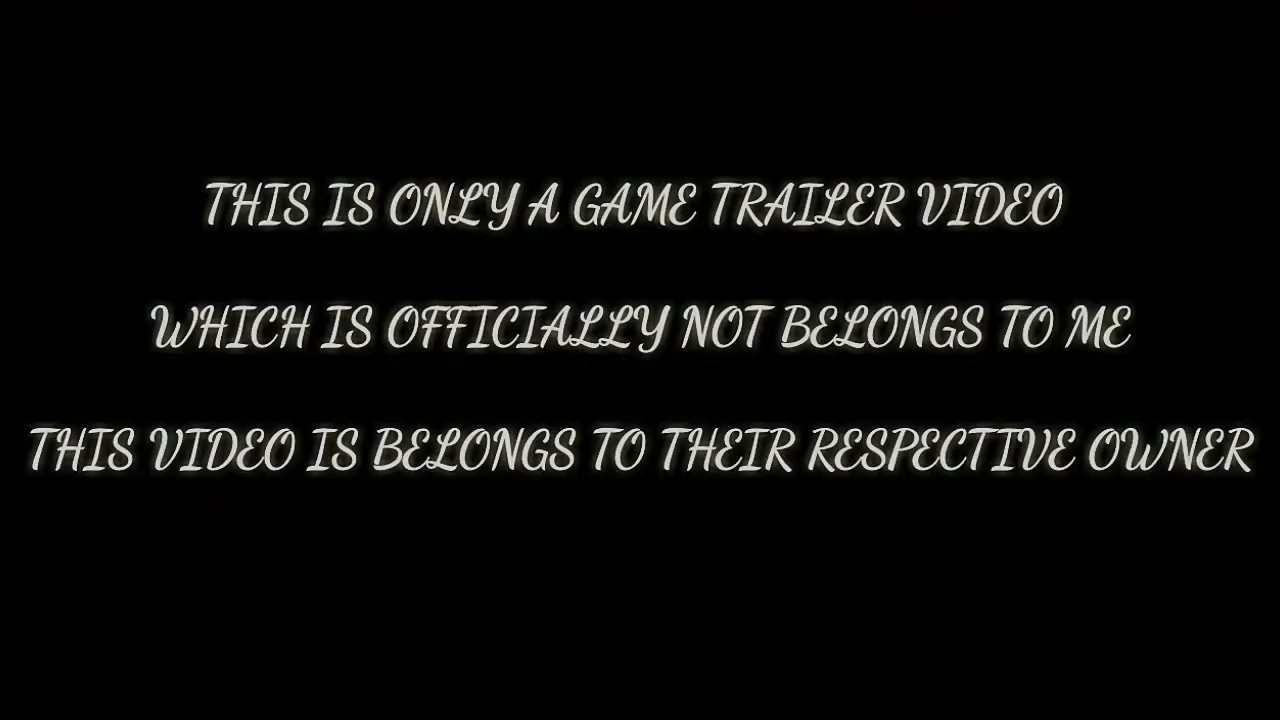 THIS IS ONLY A GAME TRAILER VIDEO
WHICH IS OFFICIALLY NOT BELONGS TO ME
THIS VIDEO IS BELONGS TO THEIR RESPECTIVE OWNER